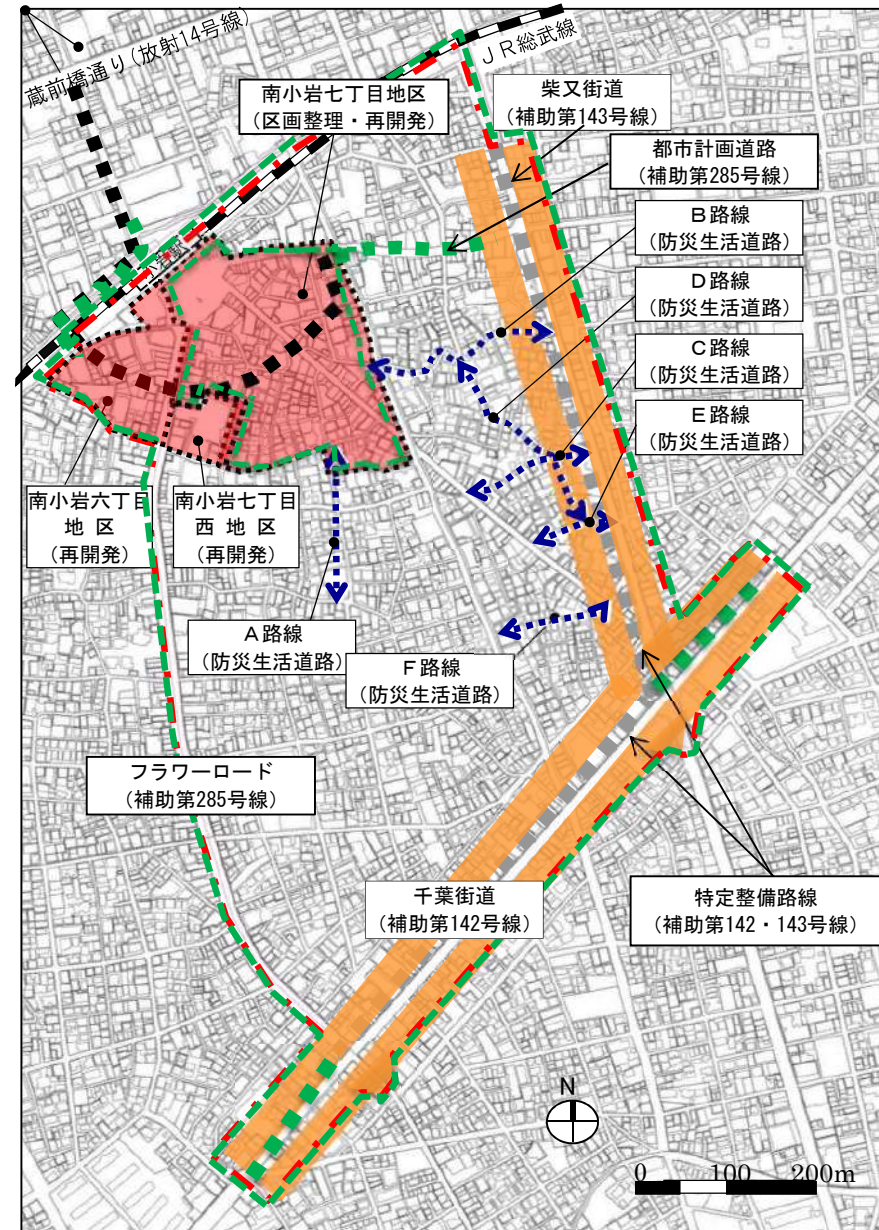 蔵前橋通り(放射14号線)
JR総武線
南小岩七丁目地区
(区画整理・再開発)
柴又街道
(補助第143号線)
都市計画道路
(補助第285号線)
B路線
(防災生活道路)
D路線
(防災生活道路)
C路線
(防災生活道路)
E路線
(防災生活道路)
南小岩六丁目
地 区
(再開発)
南小岩七丁目
西 地 区
(再開発)
A路線
(防災生活道路)
F路線
(防災生活道路)
フラワーロード
(補助第285号線)
千葉街道
(補助第142号線)
特定整備路線
(補助第142・143号線)
N
0 100 200m